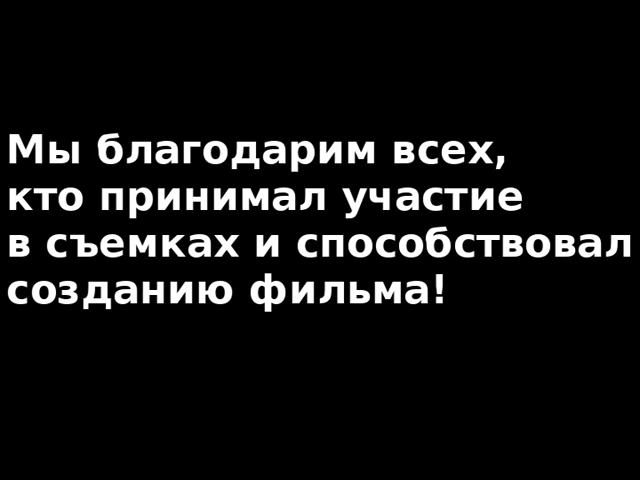 Мы благодарим всех,
кто принимал участие
в съемках и способствовал
созданию фильма!